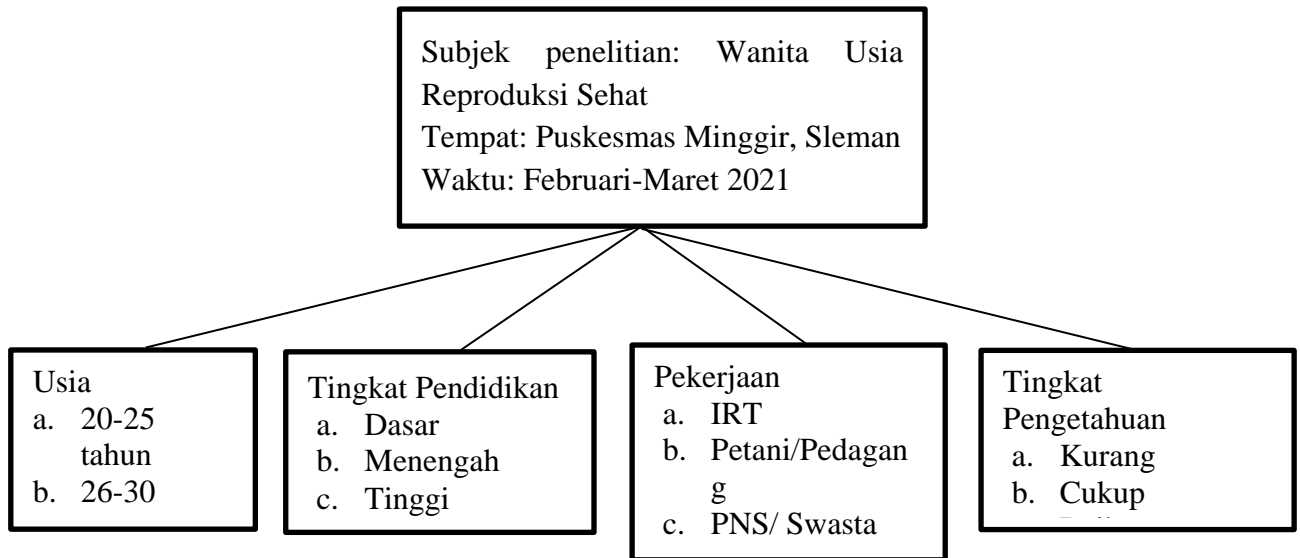 Subjek penelitian: Wanita Usia
Reproduksi Sehat
Tempat: Puskesmas Minggir, Sleman
Waktu: Februari-Maret 2021
Usia
a. 20-25
tahun
b. 26-30
Tingkat Pendidikan
a. Dasar
b. Menengah
c. Tinggi
Pekerjaan
a. IRT
b. Petani/Pedagan
g
c. PNS/ Swasta
Tingkat
Pengetahuan
a. Kurang
b. Cukup